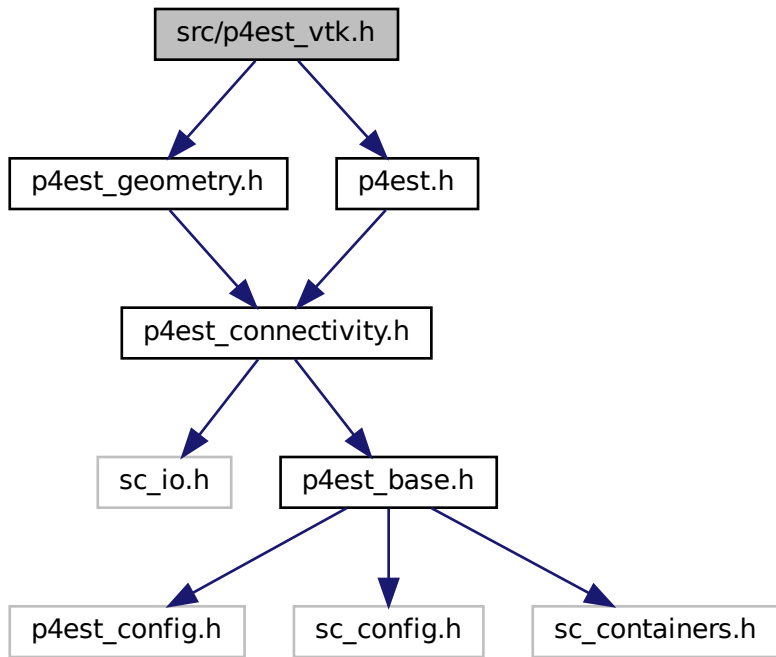 src/p4est_vtk.h
p4est_geometry.h
p4est.h
p4est_connectivity.h
sc_io.h
p4est_base.h
p4est_config.h
sc_config.h
sc_containers.h